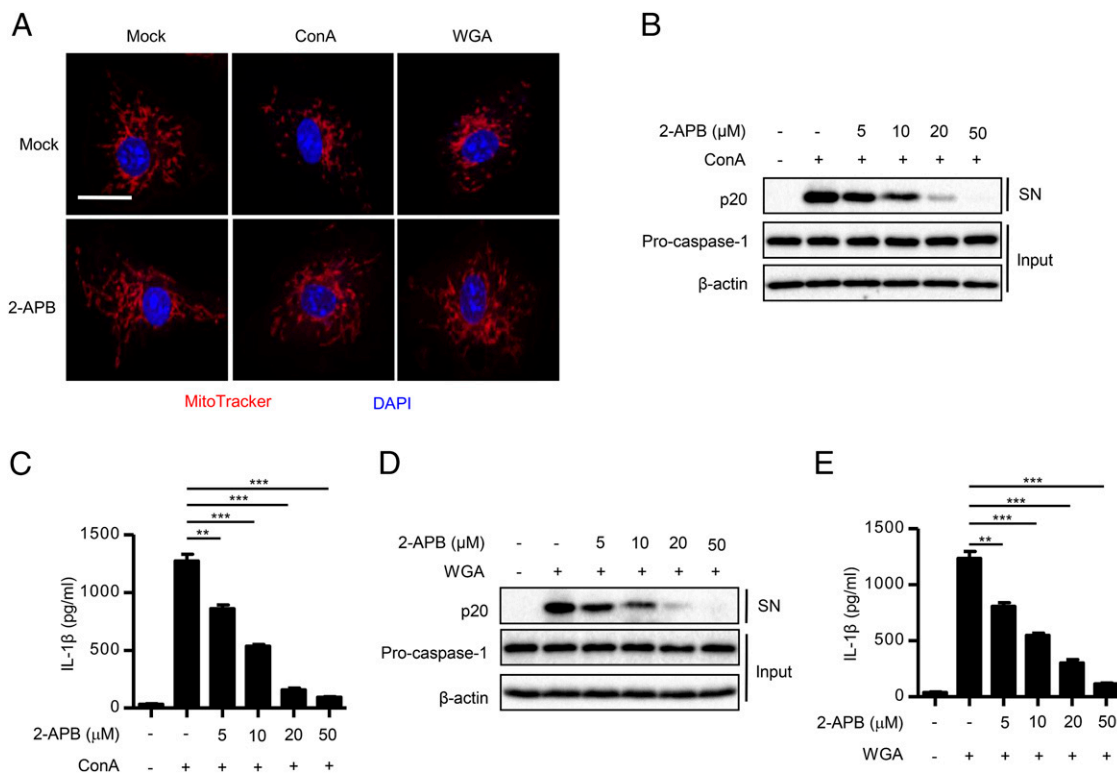 A
Mock ConA WGA
Mock
2-APB
MitoTracker DAPI
B
2-APB (μM) - - 5 10 20 50
ConA - + + + + +
p20 SN
Pro-caspase-1
Input
β-actin
C
***
***
***
**
1500
1000
500
0
IL-1β (pg/ml)
2-APB (μM) - - 5 10 20 50
ConA - + + + + +
D
2-APB (μM) - - 5 10 20 50
WGA - + + + + +
p20 SN
Pro-caspase-1
Input
β-actin
E
***
***
***
**
1500
1000
500
0
IL-1β (pg/ml)
2-APB (μM) - - 5 10 20 50
WGA - + + + + +